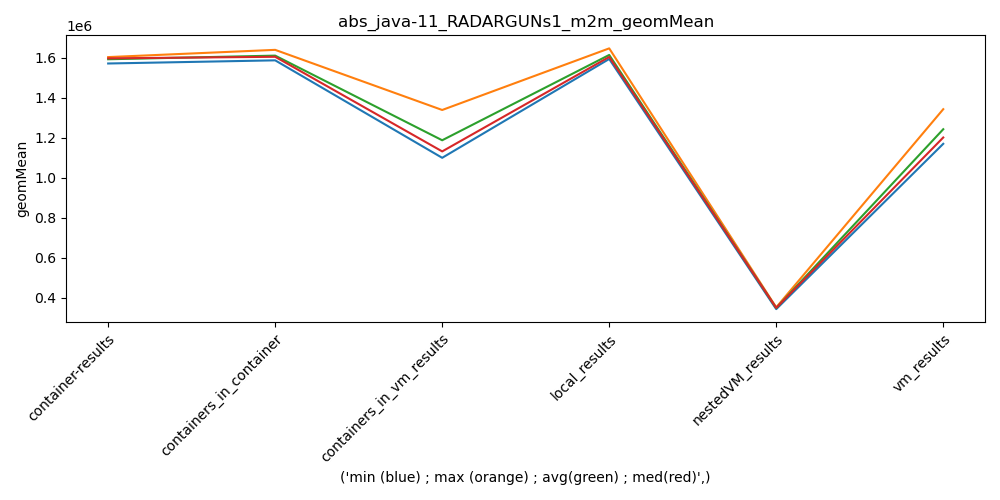 abs_java-11_RADARGUNs1_m2m_geomMean
1e6
1.6
1.4
1.2
1.0
0.8
0.6
0.4
geomMean
container-results
containers_in_container
containers_in_vm_results
local_results
nestedVM_results
vm_results
('min (blue) ; max (orange) ; avg(green) ; med(red)',)